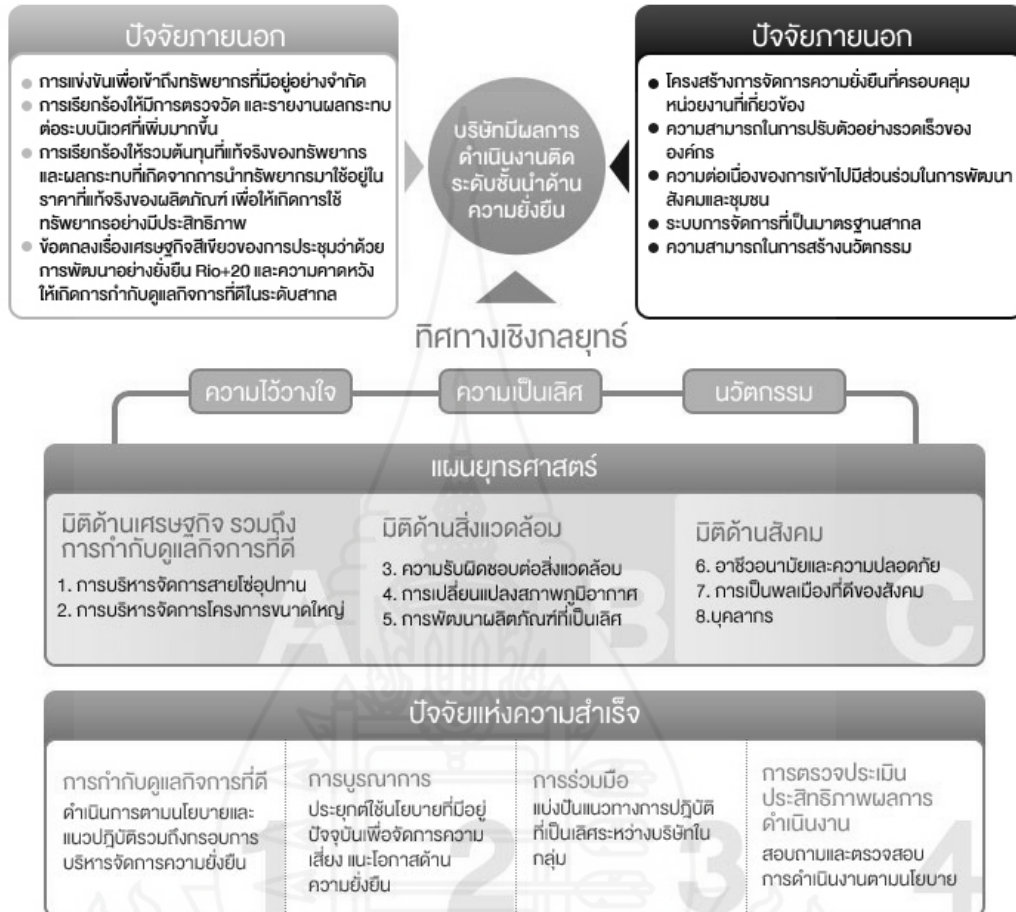 ปัจจัยภายนอก
การแข่งขันเพื่อเข้าถึงทรัพยากรที่มีอยู่อย่างจำกัด
การเรียกร้องให้มีการตรวจวัด และรายงานผลกระทบ
ต่อระบบนิเวศที่เพิ่มมากขึ้น
การเรียกร้องให้รวมต้นทุนที่แท้จริงของทรัพยากร
และผลกระทบที่เกิดจากการนำทรัพยากรมาใช้อยู่ใน
ราคาที่แท้จริงของผลิตภัณฑ์ เพื่อให้เกิดการใช้
ทรัพยากรอย่างมีประสิทธิภาพ
ข้อตกลงเรื่องเศรษฐกิจสีเขียวของการประชุมว่าด้วย
การพัฒนาอย่างยั่งยืน Rio+20 และความคาดหวัง
ให้เกิดการกำกับดูแลกิจการที่ดีในระดับสากล
บริษัทมีผลการ
ดำเนินงานติด
ระดับชั้นนำด้าน
ความยั่งยืน
ปัจจัยภายนอก
โครงสร้างการจัดการความยั่งยืนที่ครอบคลุม
หน่วยงานที่เกี่ยวข้อง
ความสามารถในการปรับตัวอย่างรวดเร็วของ
องค์กร
ความต่อเนื่องของการเข้าไปมีส่วนร่วมในการพัฒนา
สังคมและชุมชน
ระบบการจัดการที่เป็นมาตรฐานสากล
ความสามารถในการสร้างนวัตกรรม
ทิศทางเชิงกลยุทธ์
ความไว้วางใจ
ความเป็นเลิศ
นวัตกรรม
แผนยุทธศาสตร์
มิติด้านเศรษฐกิจ รวมถึง
การกำกับดูแลกิจการที่ดี
1. การบริหารจัดการสายโซ่อุปทาน
2. การบริหารจัดการโครงการขนาดใหญ่
A
มิติด้านสิ่งแวดล้อม
3. ความรับผิดชอบต่อสิ่งแวดล้อม
4. การเปลี่ยนแปลงสภาพภูมิอากาศ
5. การพัฒนาผลิตภัณฑ์ที่เป็นเลิศ
B
มิติด้านสังคม
6. อาชีวอนามัยและความปลอดภัย
7. การเป็นพลเมืองที่ดีของสังคม
8.บุคลากร
C
ปัจจัยแห่งความสำเร็จ
การกำกับดูแลกิจการที่ดี
ดำเนินการตามนโยบายและ
แนวปฏิบัติรวมถึงกรอบการ
บริหารจัดการความยั่งยืน
1
การบูรณาการ
ประยุกต์ใช้นโยบายที่มีอยู่
ปัจจุบันเพื่อจัดการความ
เสี่ยง แนะโอกาสด้าน
ความยั่งยืน
2
การร่วมมือ
แบ่งปันแนวทางการปฎิบัติ
ที่เป็นเลิศระหว่างบริษัทใน
กลุ่ม
3
การตรวจประเมิน
ประสิทธิภาพผลการ
ดำเนินงาน
สอบถามและตรวจสอบ
การดำเนินงานตามนโยบาย
4